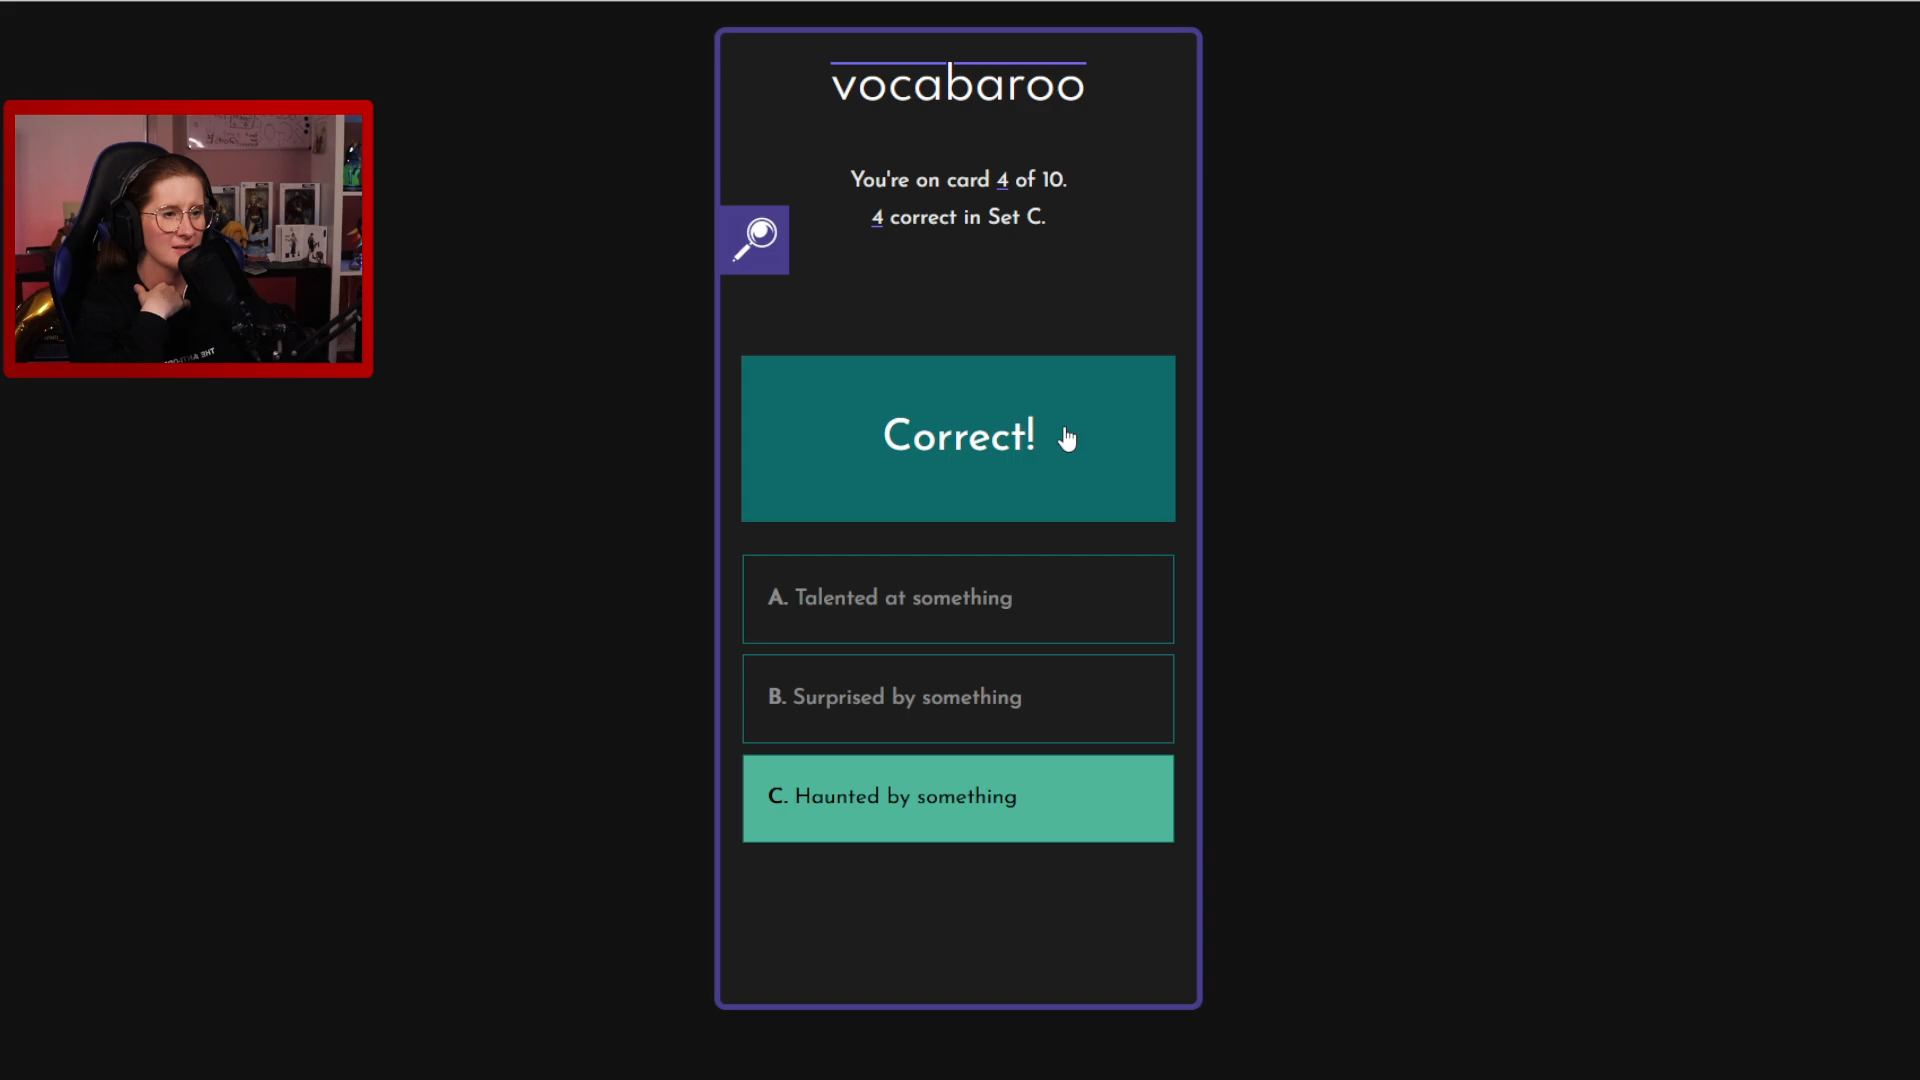 vocabaroo
You're on card 4 of 10.
4 correct in Set C.
Correct!
A. Talented at something
B. Surprised by something
C. Haunted by something